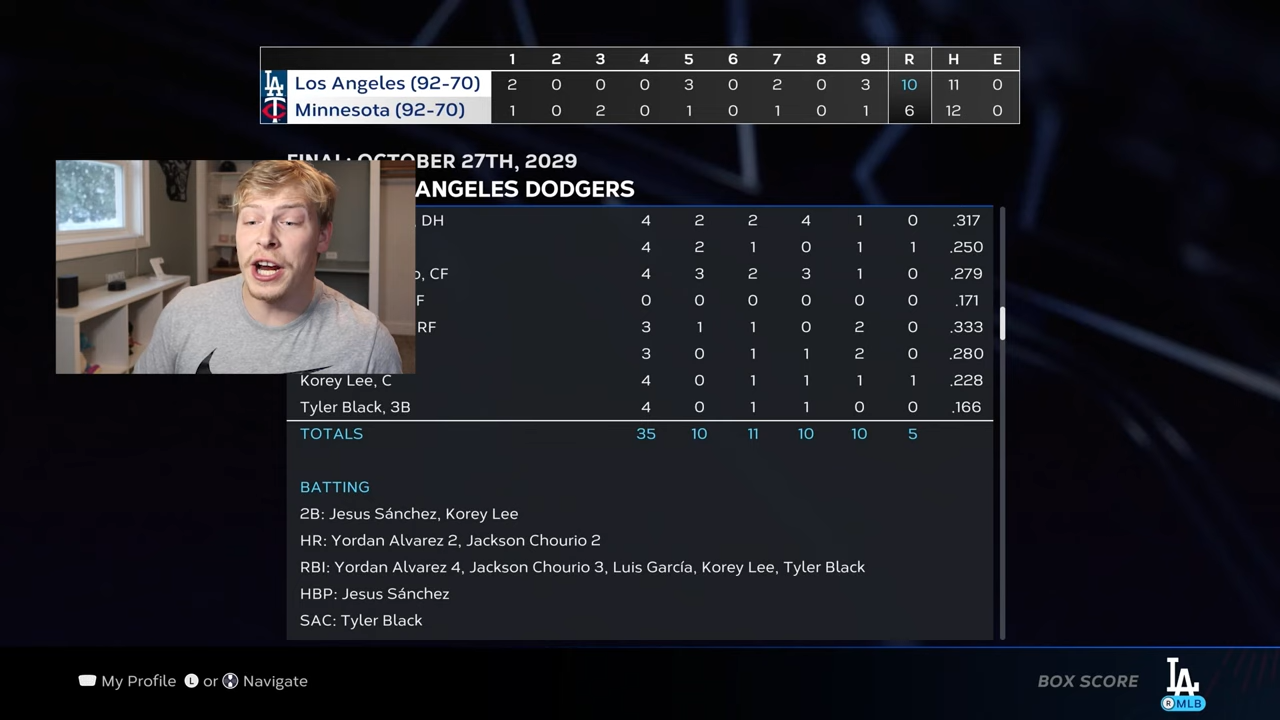 1 2 3 4 5 6 7 8 9 R H E
LA Los Angeles (92-70) 2 0 0 0 3 0 2 0 3 10 11 0
TC Minnesota (92-70) 1 0 2 0 1 0 1 0 1 6 12 0
FINAL: OCTOBER 27TH, 2029
ANGELES DODGERS
, DH 4 2 2 4 1 0 .317
4 2 1 0 1 1 .250
, CF 4 3 2 3 1 0 .279
F 0 0 0 0 0 0 .171
RF 3 1 1 0 2 0 .333
3 0 1 1 2 0 .280
Korey Lee, C 4 0 1 1 1 1 .228
Tyler Black, 3B 4 0 1 1 0 0 .166
TOTALS 35 10 11 10 10 5
BATTING
2B: Jesus Sánchez, Korey Lee
HR: Yordan Alvarez 2, Jackson Chourio 2
RBI: Yordan Alvarez 4, Jackson Chourio 3, Luis García, Korey Lee, Tyler Black
HBP: Jesus Sánchez
SAC: Tyler Black
My Profile L or Navigate
BOX SCORE
LA
R MLB